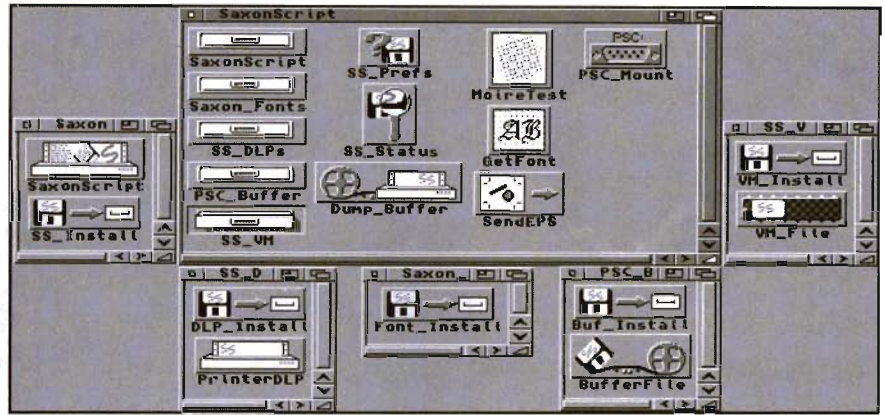 SaxonScript
SaxonScript
Saxon_Fonts
SS_DLPs
PSC_Buffer
SS_VM
SS_Prefs
SS_Status
Dump_Buffer
MoireTest
AB
GetFont
SendEPS
PSC
PSC_Mount
Saxon
SaxonScript
SS_Install
SS_V
VM_Install
VM_File
SS_D
DLP_Install
PrinterDLP
Saxon_
Font_Install
PSC_B
Buf_Install
BufferFile